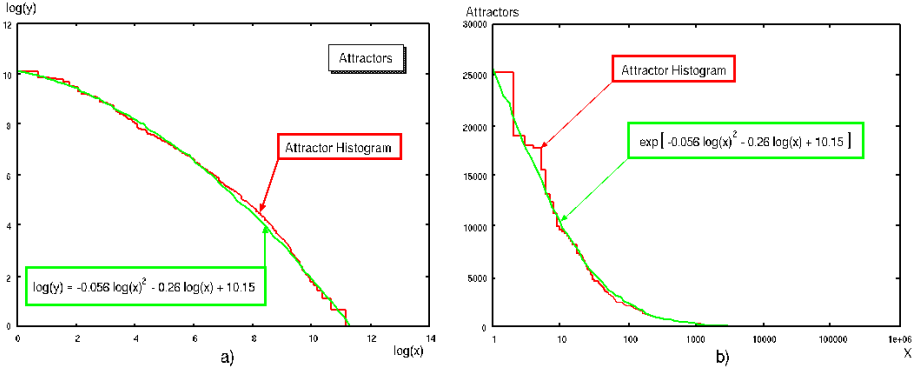 log(y)
12
10
8
6
4
2
0
0 2 4 6 8 10 12 14
log(x)
Attractors
Attractor Histogram
log(y) = -0.056 log(x)² - 0.26 log(x) + 10.15
a)
Attractors
30000
25000
20000
15000
10000
5000
0
1 10 100 1000 10000 100000 1e+06
X
Attractor Histogram
exp[ -0.056 log(x)² - 0.26 log(x) + 10.15 ]
b)